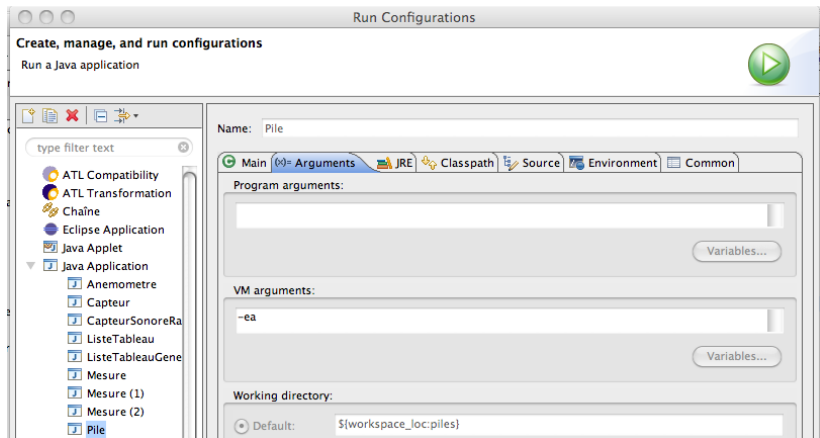 Run Configurations
Create, manage, and run configurations
Run a Java application
type filter text
ATL Compatibility
ATL Transformation
Chaîne
Eclipse Application
Java Applet
Java Application
Anemometre
Capteur
CapteurSonoreRa
ListeTableau
ListeTableauGene
Mesure
Mesure (1)
Mesure (2)
Pile
Name: Pile
Main (x)= Arguments JRE Classpath Source Environment Common
Program arguments:
Variables...
VM arguments:
-ea
Variables...
Working directory:
Default: ${workspace_loc:piles}